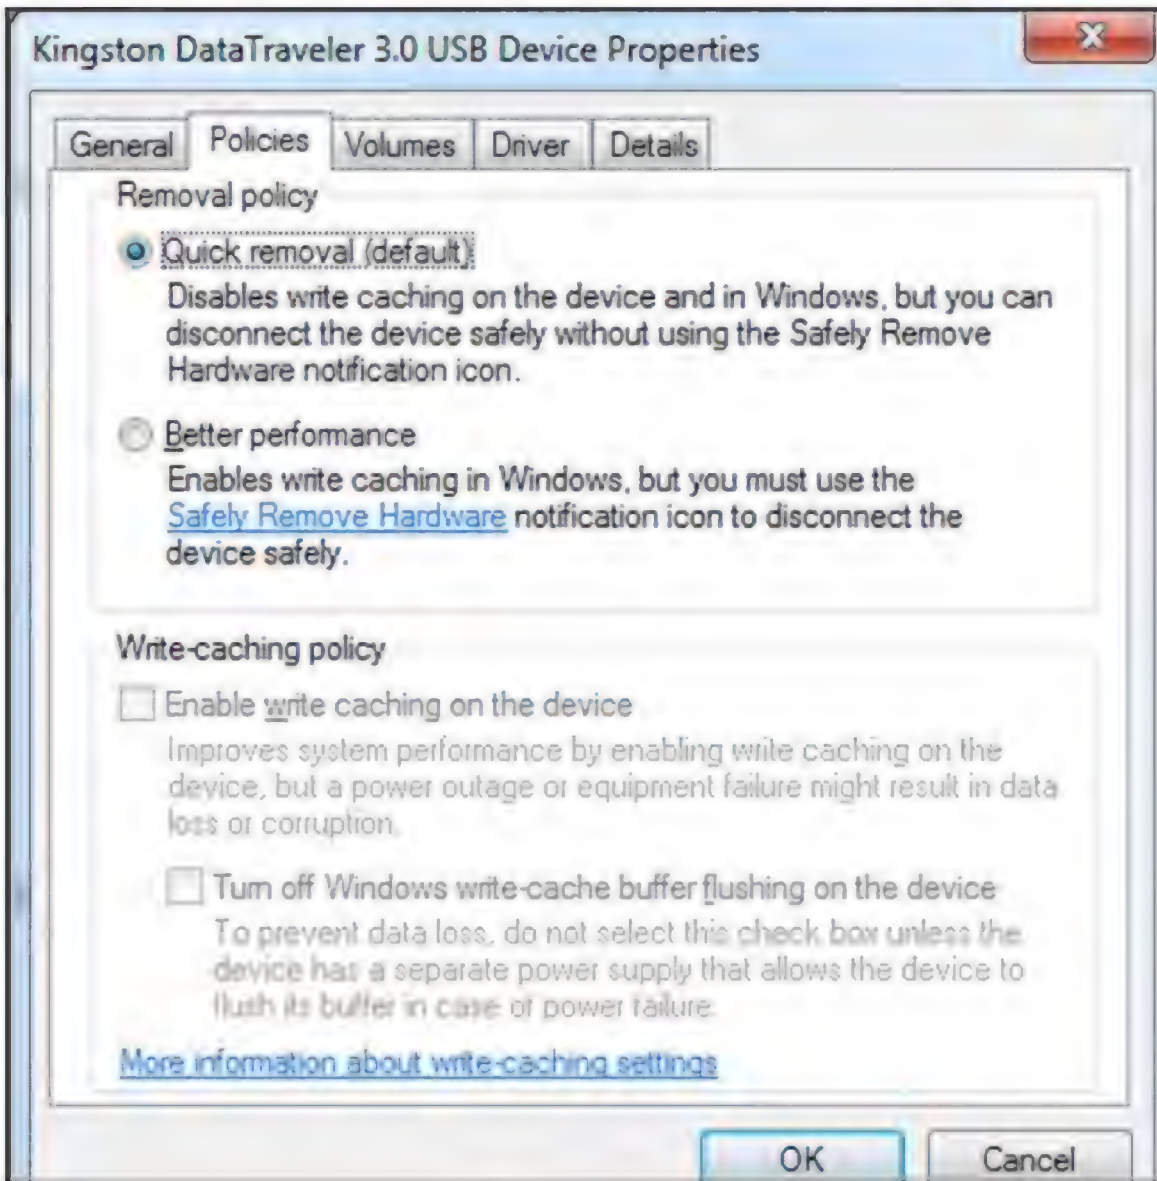 Kingston DataTraveler 3.0 USB Device Properties
General Policies Volumes Driver Details
Removal policy
Quick removal (default)
Disables write caching on the device and in Windows, but you can
disconnect the device safely without using the Safely Remove
Hardware notification icon.
Better performance
Enables write caching in Windows, but you must use the
Safely Remove Hardware notification icon to disconnect the
device safely.
Write-caching policy
Enable write caching on the device
Improves system performance by enabling write caching on the
device, but a power outage or equipment failure might result in data
loss or corruption.
Turn off Windows write-cache buffer flushing on the device
To prevent data loss, do not select this check box unless the
device has a separate power supply that allows the device to
flush its buffer in case of power failure.
More information about write-caching settings
OK Cancel